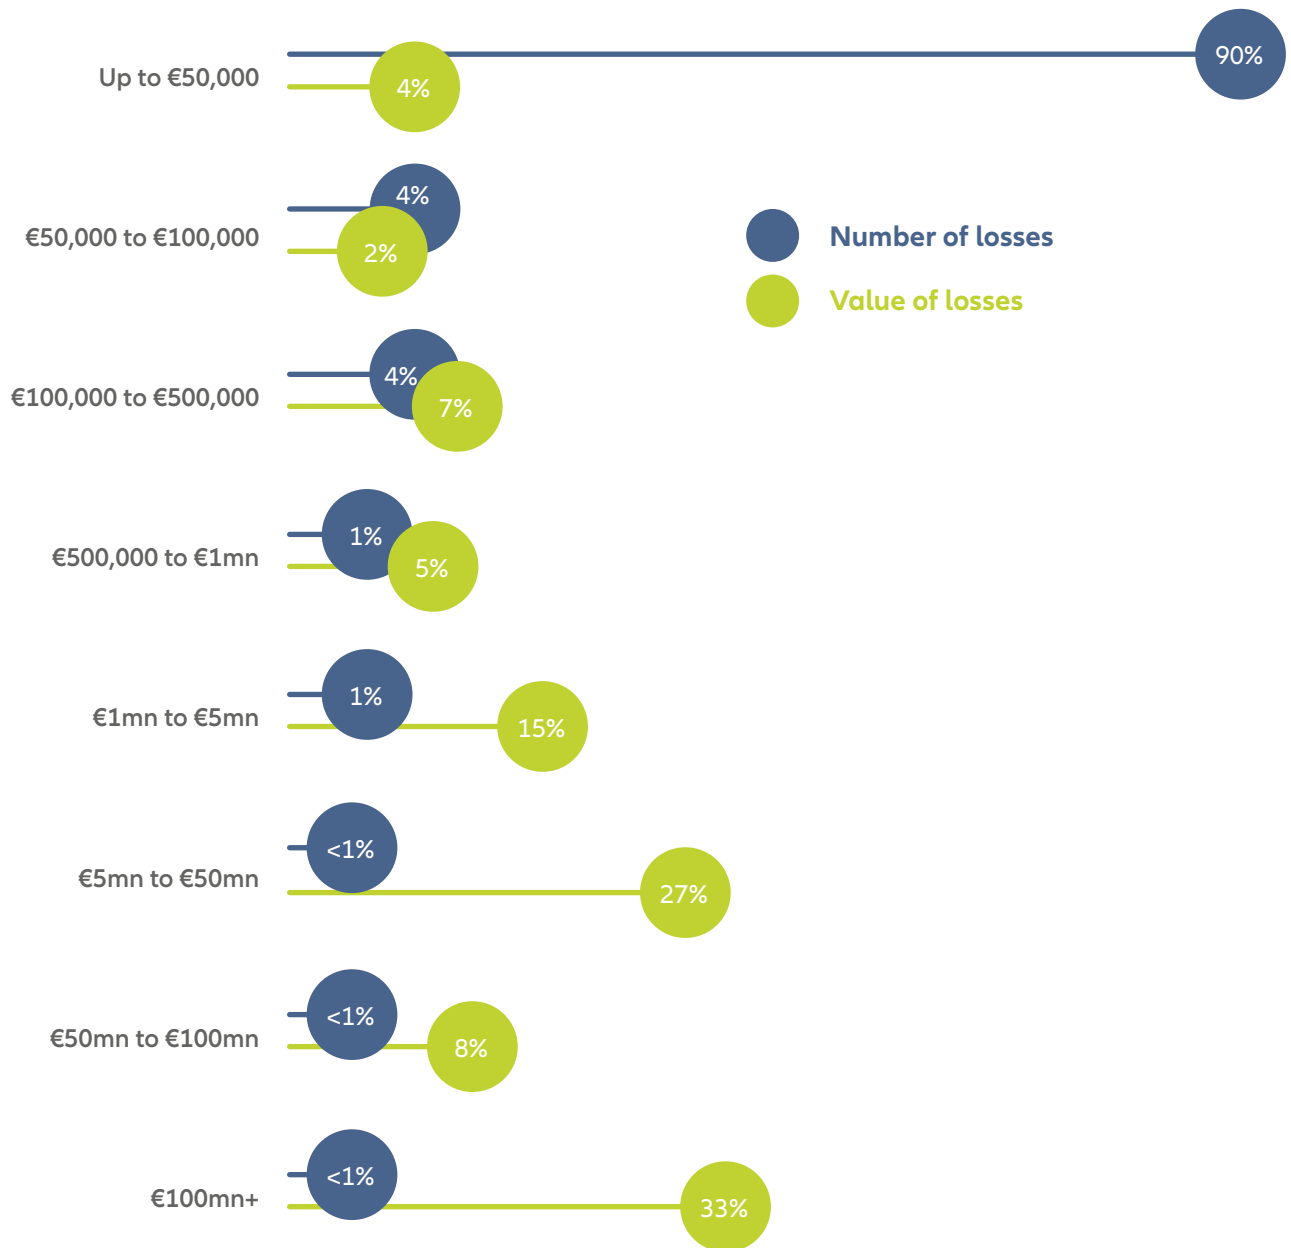 90%
Up to €50,000
4%
4%
€50,000 to €100,000
2%
Number of losses
Value of losses
4%
€100,000 to €500,000
7%
1%
€500,000 to €1mn
5%
1%
€1mn to €5mn
15%
<1%
€5mn to €50mn
27%
<1%
€50mn to €100mn
8%
<1%
€100mn+
33%